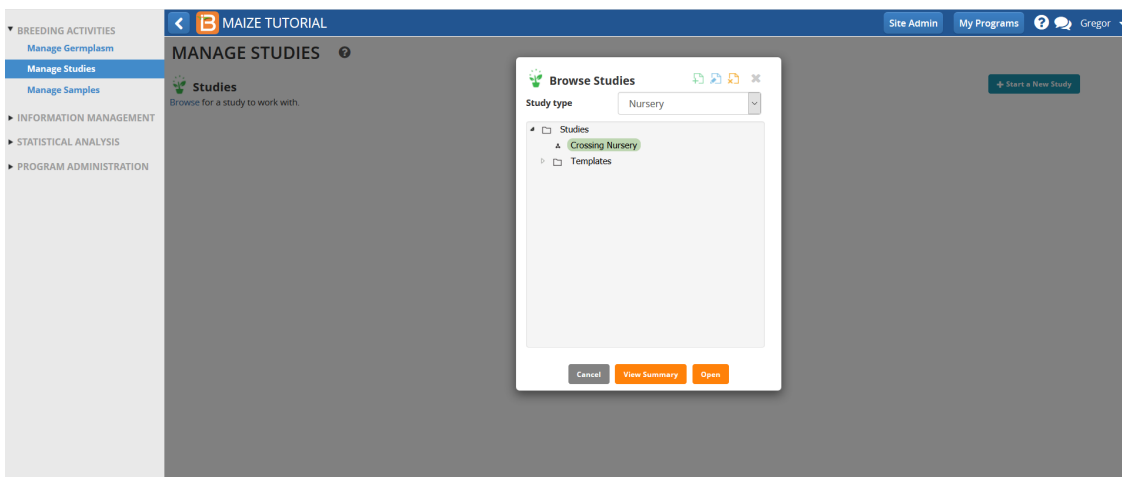 BREEDING ACTIVITIES
Manage Germplasm
Manage Studies
Manage Samples
INFORMATION MANAGEMENT
STATISTICAL ANALYSIS
PROGRAM ADMINISTRATION
B MAIZE TUTORIAL
Site Admin My Programs ? Gregor
MANAGE STUDIES ?
Studies
Browse for a study to work with.
+ Start a New Study
Browse Studies
Study type Nursery
Studies
Crossing Nursery
Templates
Cancel View Summary Open